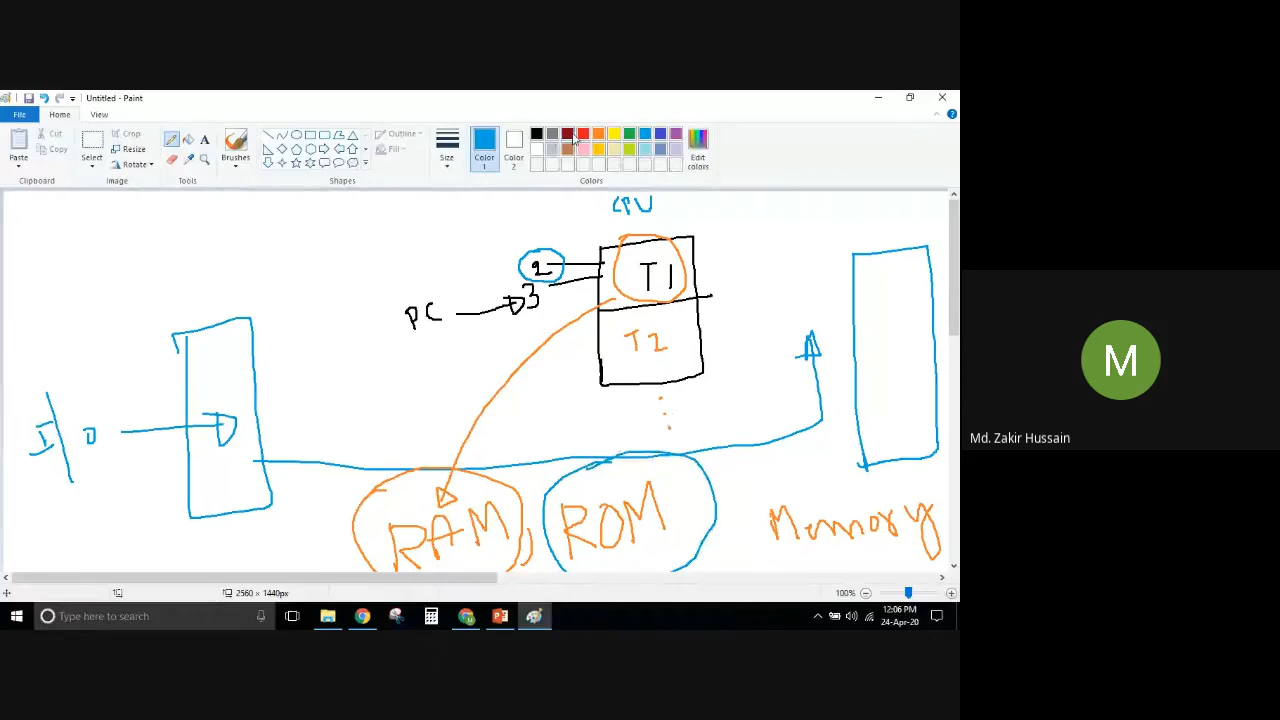 Untitled - Paint
File Home View
Cut
Copy
Paste
Crop
Resize
Rotate
Select
Brushes
Outline
Fill
Size
Color 1
Color 2
Edit colors
Clipboard Image Tools Shapes Colors
CPU
2
T1
3
PC
T2
I/O
RAM, ROM
Memory
2560 × 1440px
100%
Type here to search
12:06 PM
24-Apr-20
M
Md. Zakir Hussain